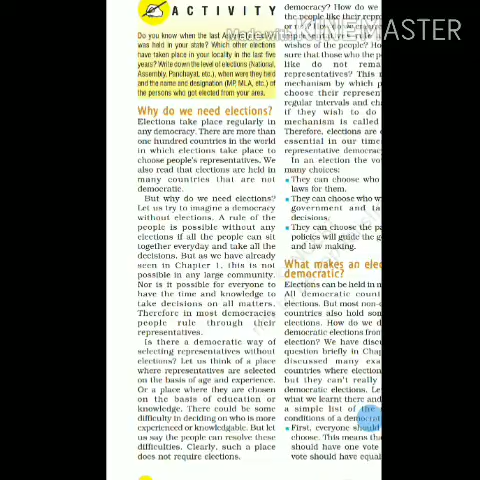 ACTIVITY
Do you know when the last Assembly election
was held in your state? Which other elections
have taken place in your locality in the last five
years? Write down the level of elections (National,
Assembly, Panchayat, etc.), when were they held
and the name and designation (MP, MLA, etc.) of
the persons who got elected from your area.
Why do we need elections?
Elections take place regularly in
any democracy. There are more than
one hundred countries in the world
in which elections take place to
choose people's representatives. We
also read that elections are held in
many countries that are not
democratic.
But why do we need elections?
Let us try to imagine a democracy
without elections. A rule of the
people is possible without any
elections if all the people can sit
together everyday and take all the
decisions. But as we have already
seen in Chapter 1, this is not
possible in any large community.
Nor is it possible for everyone to
have the time and knowledge to
take decisions on all matters.
Therefore in most democracies
people rule through their
representatives.
Is there a democratic way of
selecting representatives without
elections? Let us think of a place
where representatives are selected
on the basis of age and experience.
Or a place where they are chosen
on the basis of education or
knowledge. There could be some
difficulty in deciding on who is more
experienced or knowledgable. But let
us say the people can resolve these
difficulties. Clearly, such a place
does not require elections.
democracy? How do we
the people like their repr
wishes of the people? Ho
sure that those who the pe
like do not rema
representatives? This r
mechanism by which p
choose their represen
regular intervals and cha
if they wish to do
mechanism is called
Therefore, elections are
essential in our time
representative democrac
In an election the vo
many choices:
They can choose who
laws for them.
They can choose who w
government and ta
decisions.
They can choose the pa
policies will guide the g
and law making.
What makes an elec
democratic?
Elections can be held in m
All democratic count
elections. But most non-
countries also hold som
elections. How do we d
democratic elections from
election? We have disc
question briefly in Chap
discussed many exa
countries where election
but they can't really
democratic elections. Le
what we learnt there and
a simple list of the
conditions of a democrat
First, everyone should
choose. This means tha
should have one vote
vote should have equal
Made with KINEMASTER